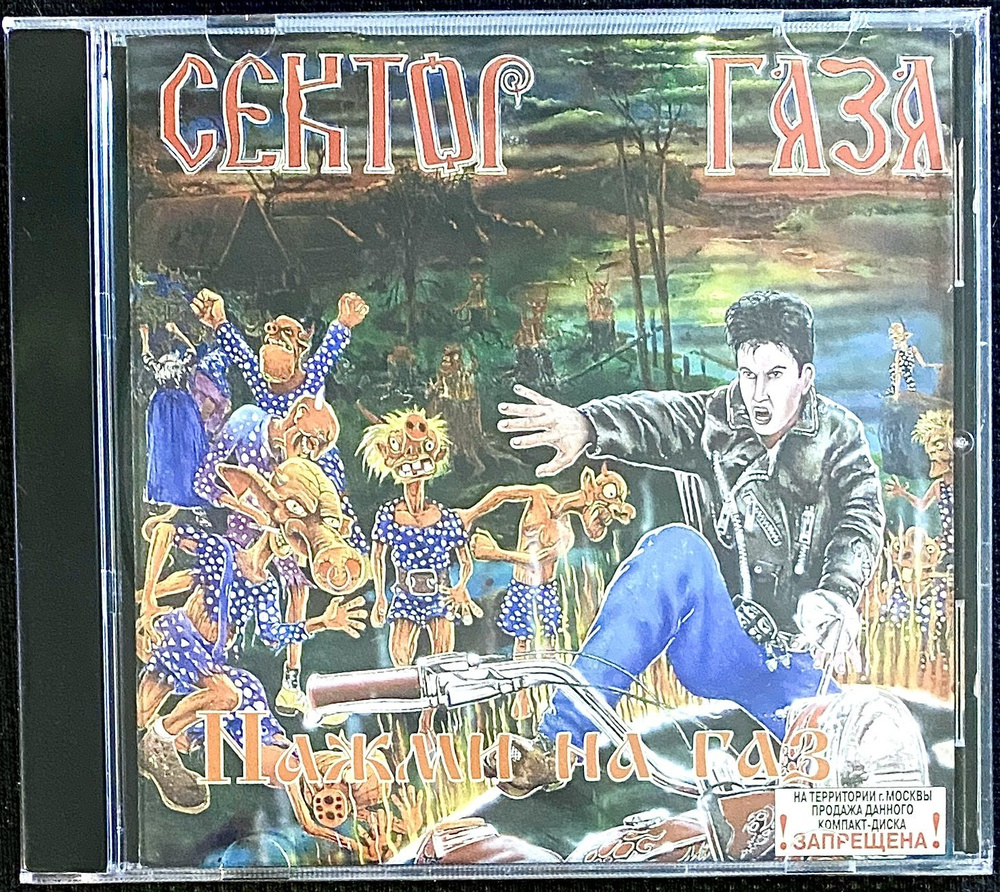 СЕКТОР ГАЗА
Нажми на газ
НА ТЕРРИТОРИИ г. МОСКВЫ
ПРОДАЖА ДАННОГО
КОМПАКТ-ДИСКА
! ЗАПРЕЩЕНА !